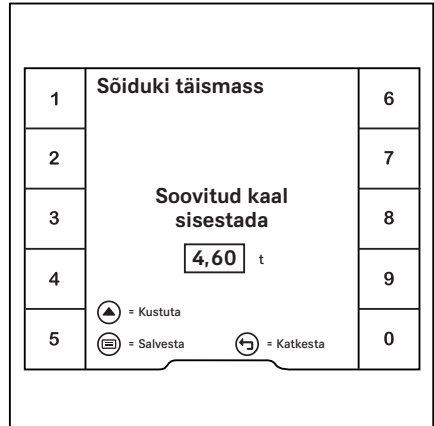 Sõiduki täismass
1
6
2
7
Soovitud kaal
sisestada
3
8
4,60 t
4
9
= Kustuta
5
= Salvesta
= Katkesta
0